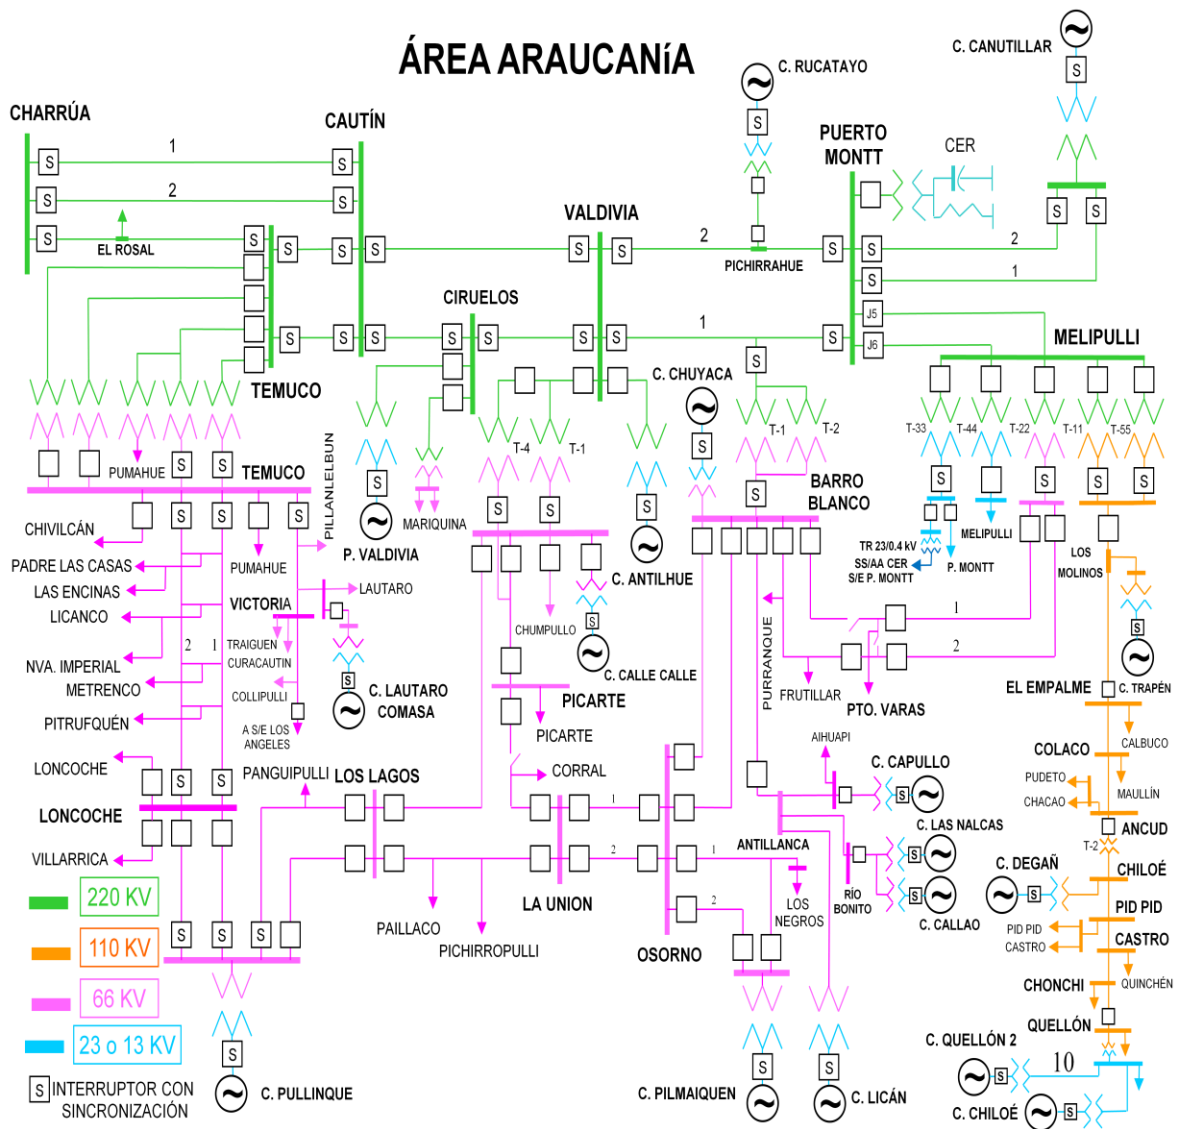 ÁREA ARAUCANíA
C. CANUTILLAR
C. RUCATAYO
CHARRÚA
CAUTÍN
PUERTO
MONTT
CER
VALDIVIA
1
2
EL ROSAL
2
PICHIRRAHUE
2
1
CIRUELOS
1
J5
J6
MELIPULLI
TEMUCO
C. CHUYACA
T-4
T-1
T-1
T-2
T-33
T-44
T-22
T-11
T-55
PUMAHUE
TEMUCO
PILLANLELBUN
MARIQUINA
P. VALDIVIA
BARRO
BLANCO
MELIPULLI
TR 23/0.4 kV
SS/AA CER
S/E P. MONTT
P. MONTT
LOS
MOLINOS
CHIVILCÁN
PADRE LAS CASAS
LAS ENCINAS
LICANCO
NVA. IMPERIAL
METRENCO
PITRUFQUÉN
2
1
PUMAHUE
VICTORIA
LAUTARO
TRAIGUEN
CURACAUTIN
COLLIPULLI
A S/E LOS
ANGELES
C. LAUTARO
COMASA
C. ANTILHUE
CHUMPULLO
C. CALLE CALLE
PICARTE
PICARTE
CORRAL
PURRANQUE
1
2
FRUTILLAR
PTO. VARAS
C. TRAPÉN
EL EMPALME
CALBUCO
COLACO
PUDETO
CHACAO
MAULLÍN
ANCUD
T-2
LONCOCHE
LONCOCHE
VILLARRICA
PANGUIPULLI
LOS LAGOS
1
2
LA UNION
PAILLACO
PICHIRROPULLI
OSORNO
1
2
LOS
NEGROS
AIHUAPI
C. CAPULLO
ANTILLANCA
C. LAS NALCAS
RÍO
BONITO
C. CALLAO
C. DEGAÑ
CHILOÉ
PID PID
PID PID
CASTRO
CASTRO
QUINCHÉN
CHONCHI
QUELLÓN
C. QUELLÓN 2
10
C. CHILOÉ
220 KV
110 KV
66 KV
23 o 13 KV
S INTERRUPTOR CON
SINCRONIZACIÓN
C. PULLINQUE
C. PILMAIQUEN
C. LICÁN